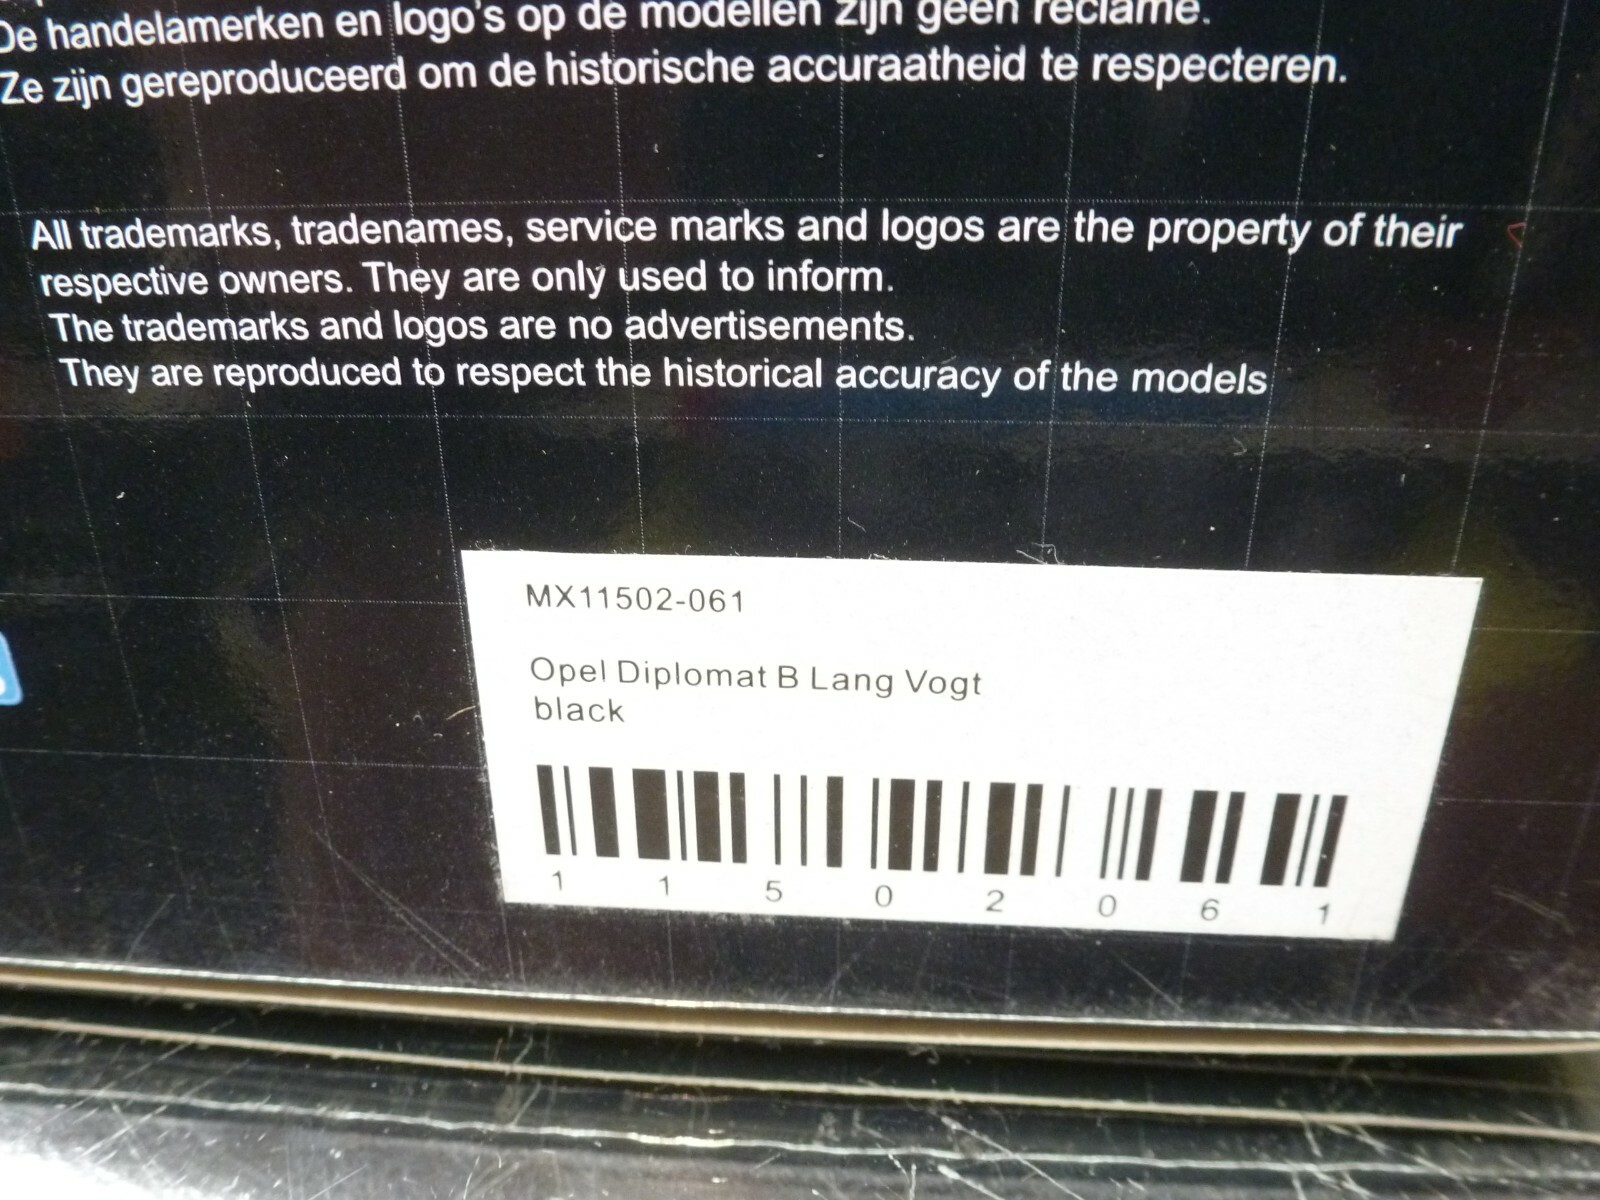 De handelamerken en logo's op de modellen zijn geen reclame.
Ze zijn gereproduceerd om de historische accuraatheid te respecteren.
All trademarks, tradenames, service marks and logos are the property of their
respective owners. They are only used to inform.
The trademarks and logos are no advertisements.
They are reproduced to respect the historical accuracy of the models
MX11502-061
Opel Diplomat B Lang Vogt
black
1 1 5 0 2 0 6 1